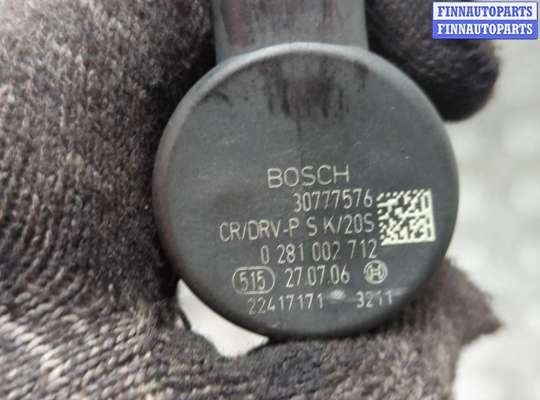 FINNAUTOPARTS
FINNAUTOPARTS
BOSCH
30777576
CR/DRV-P S K/20S
0 281 002 712
515 27.07.06
22417171 3211